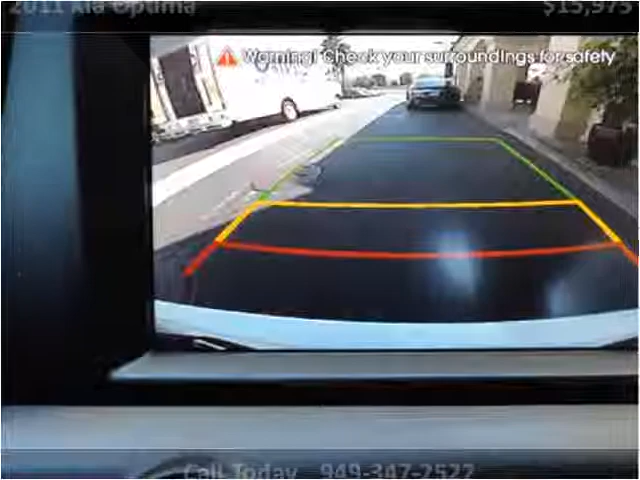 2011 Kia Optima $15,975
Warning! Check your surroundings for safety
Call Today 949-347-2522